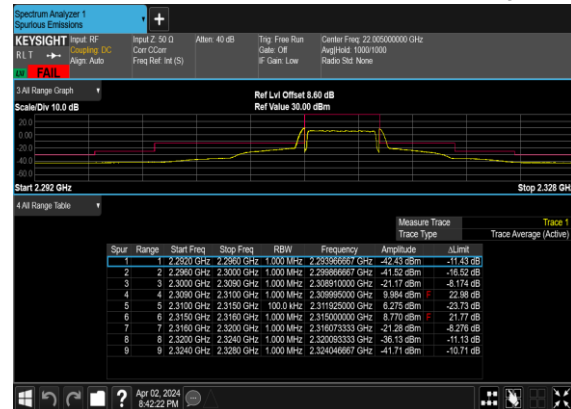 Spectrum Analyzer 1
Spurious Emissions
KEYSIGHT Input: RF Input Z: 50 Ω Atten: 40 dB Trig: Free Run Center Freq: 22.005000000 GHz
RLT Coupling: DC Corr CCorr Gate: Off Avg|Hold: 1000/1000
Align: Auto Freq Ref: Int (S) IF Gain: Low Radio Std: None
LXI FAIL
3 All Range Graph Ref Lvl Offset 8.60 dB
Scale/Div 10.0 dB Ref Value 30.00 dBm
20.0
0.00
-20.0
-40.0
-60.0
Start 2.292 GHz Stop 2.328 GHz
4 All Range Table
Measure Trace Trace 1
Trace Type Trace Average (Active)
Spur Range Start Freq Stop Freq RBW Frequency Amplitude ΔLimit
1 1 2.2920 GHz 2.2960 GHz 1.000 MHz 2.293966667 GHz -42.43 dBm -11.43 dB
2 2 2.2960 GHz 2.3000 GHz 1.000 MHz 2.299866667 GHz -41.52 dBm -16.52 dB
3 3 2.3000 GHz 2.3090 GHz 1.000 MHz 2.308910000 GHz -21.17 dBm -8.174 dB
4 4 2.3090 GHz 2.3100 GHz 1.000 MHz 2.309995000 GHz 9.984 dBm F 22.98 dB
5 5 2.3100 GHz 2.3150 GHz 100.0 kHz 2.311925000 GHz 6.275 dBm -23.73 dB
6 6 2.3150 GHz 2.3160 GHz 1.000 MHz 2.315000000 GHz 8.770 dBm F 21.77 dB
7 7 2.3160 GHz 2.3200 GHz 1.000 MHz 2.316073333 GHz -21.28 dBm -8.276 dB
8 8 2.3200 GHz 2.3240 GHz 1.000 MHz 2.320093333 GHz -36.13 dBm -11.13 dB
9 9 2.3240 GHz 2.3280 GHz 1.000 MHz 2.324046667 GHz -41.71 dBm -10.71 dB
Apr 02, 2024
8:42:22 PM